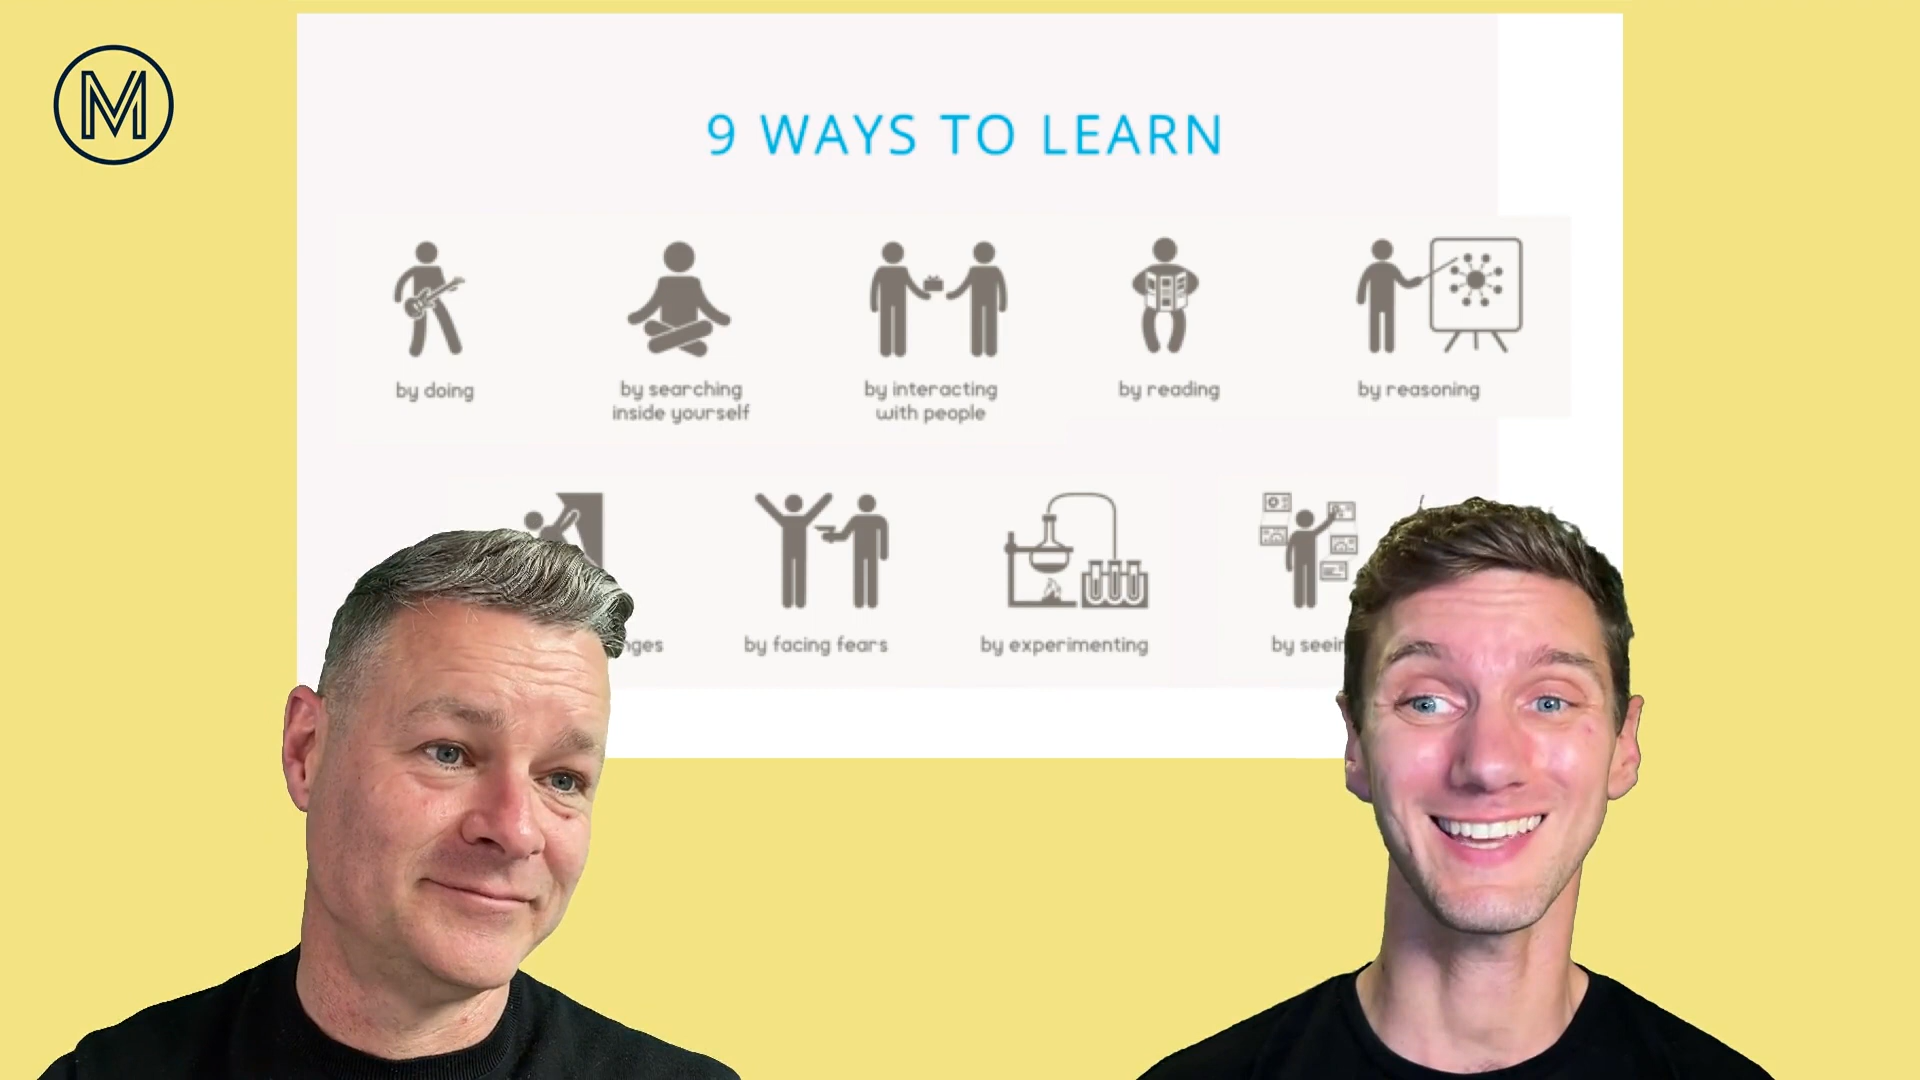 M
9 WAYS TO LEARN
by doing
by searching
inside yourself
by interacting
with people
by reading
by reasoning
by facing fears
by experimenting
by